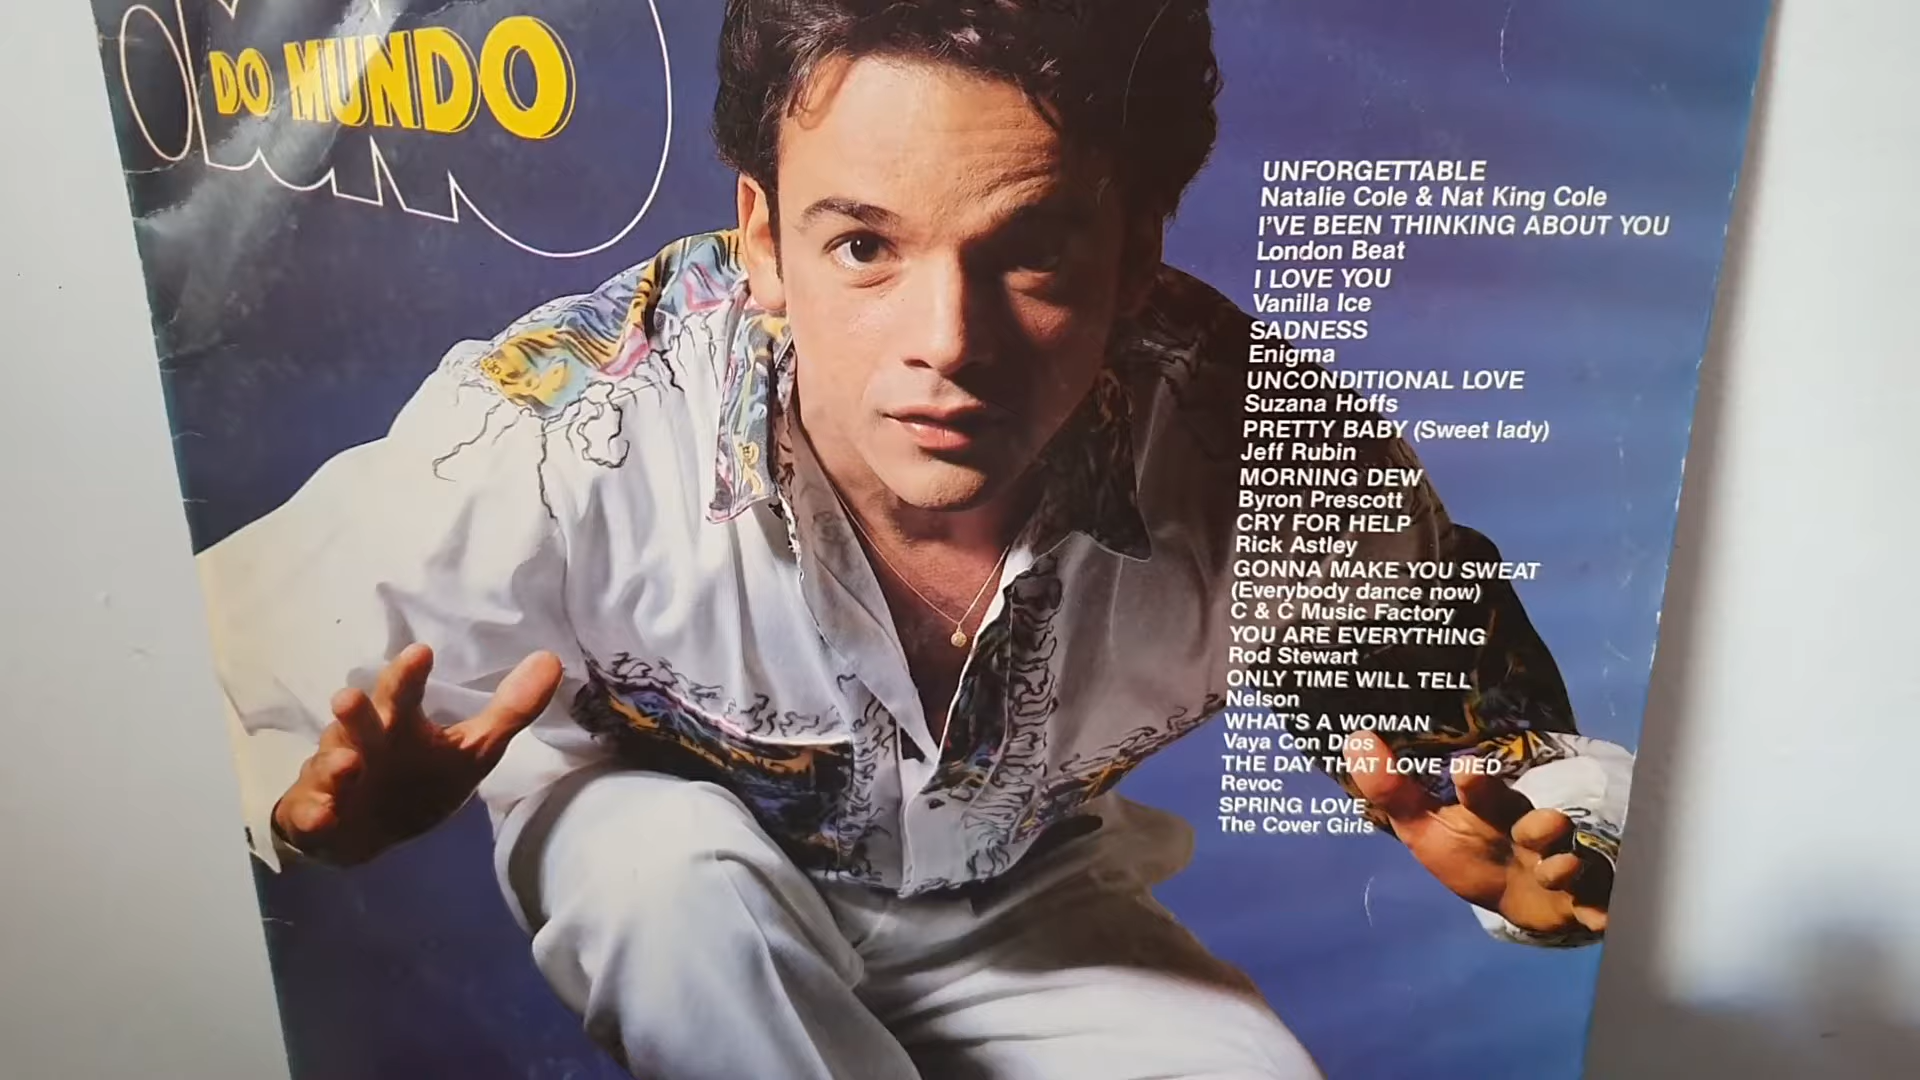 DO MUNDO
UNFORGETTABLE
Natalie Cole & Nat King Cole
I'VE BEEN THINKING ABOUT YOU
London Beat
I LOVE YOU
Vanilla Ice
SADNESS
Enigma
UNCONDITIONAL LOVE
Suzana Hoffs
PRETTY BABY (Sweet lady)
Jeff Rubin
MORNING DEW
Byron Prescott
CRY FOR HELP
Rick Astley
GONNA MAKE YOU SWEAT
(Everybody dance now)
C & C Music Factory
YOU ARE EVERYTHING
Rod Stewart
ONLY TIME WILL TELL
Nelson
WHAT'S A WOMAN
Vaya Con Dios
THE DAY THAT LOVE DIED
Revoc
SPRING LOVE
The Cover Girls